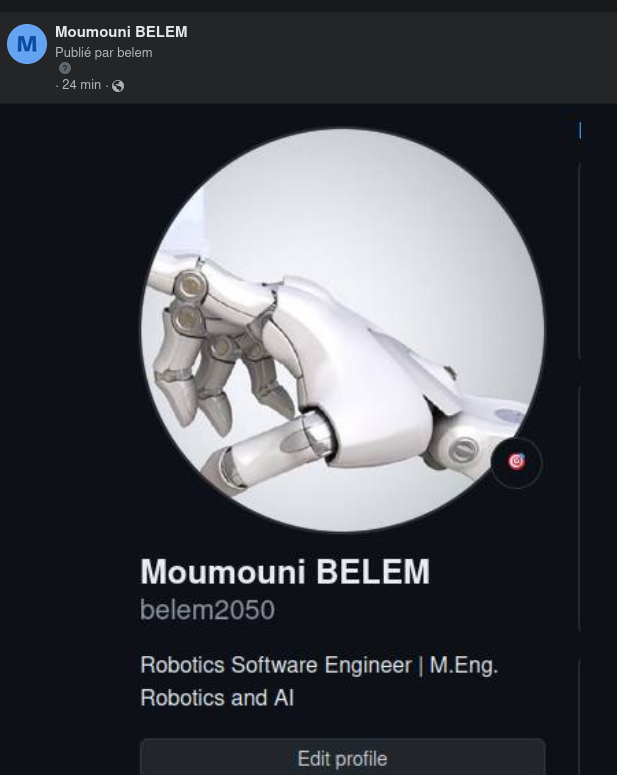 M
Moumouni BELEM
Publié par belem
?
· 24 min ·
Moumouni BELEM
belem2050
Robotics Software Engineer | M.Eng.
Robotics and AI
Edit profile